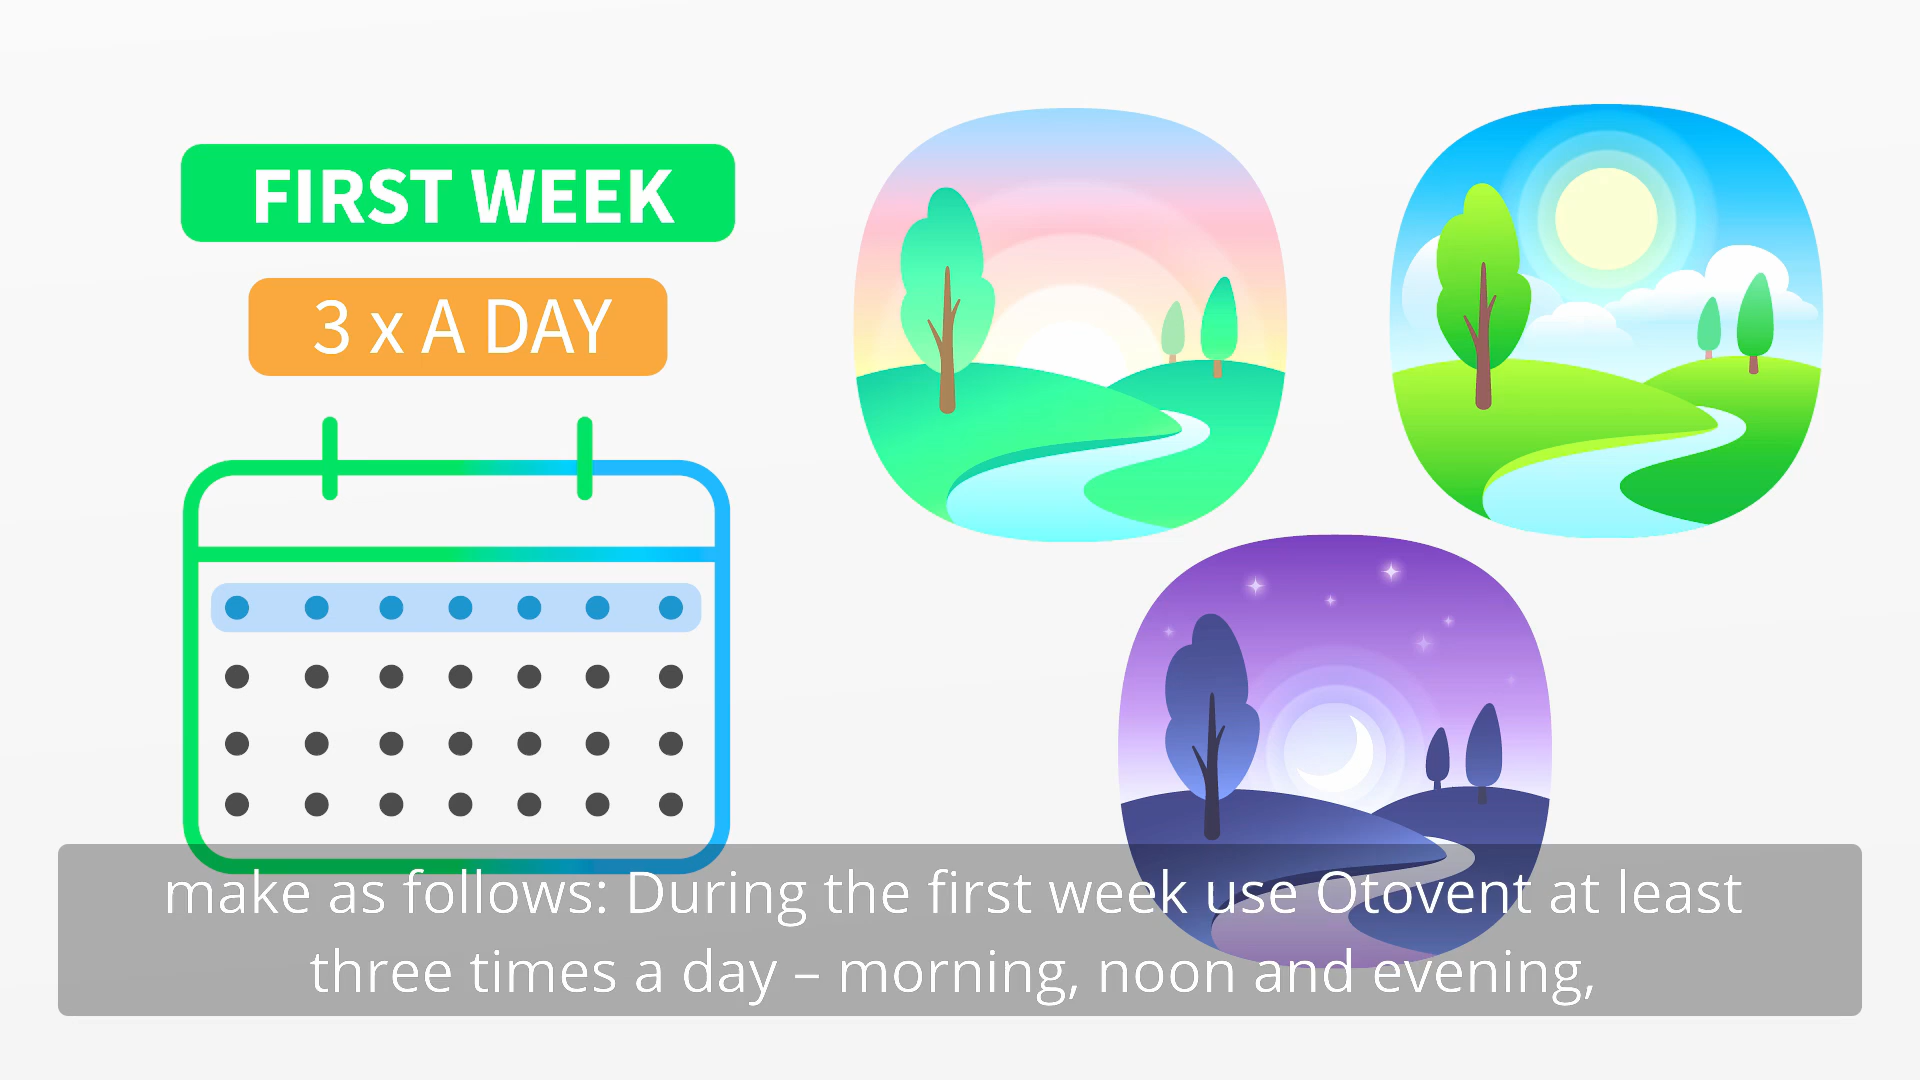 FIRST WEEK
3 x A DAY
make as follows: During the first week use Otovent at least
three times a day – morning, noon and evening,